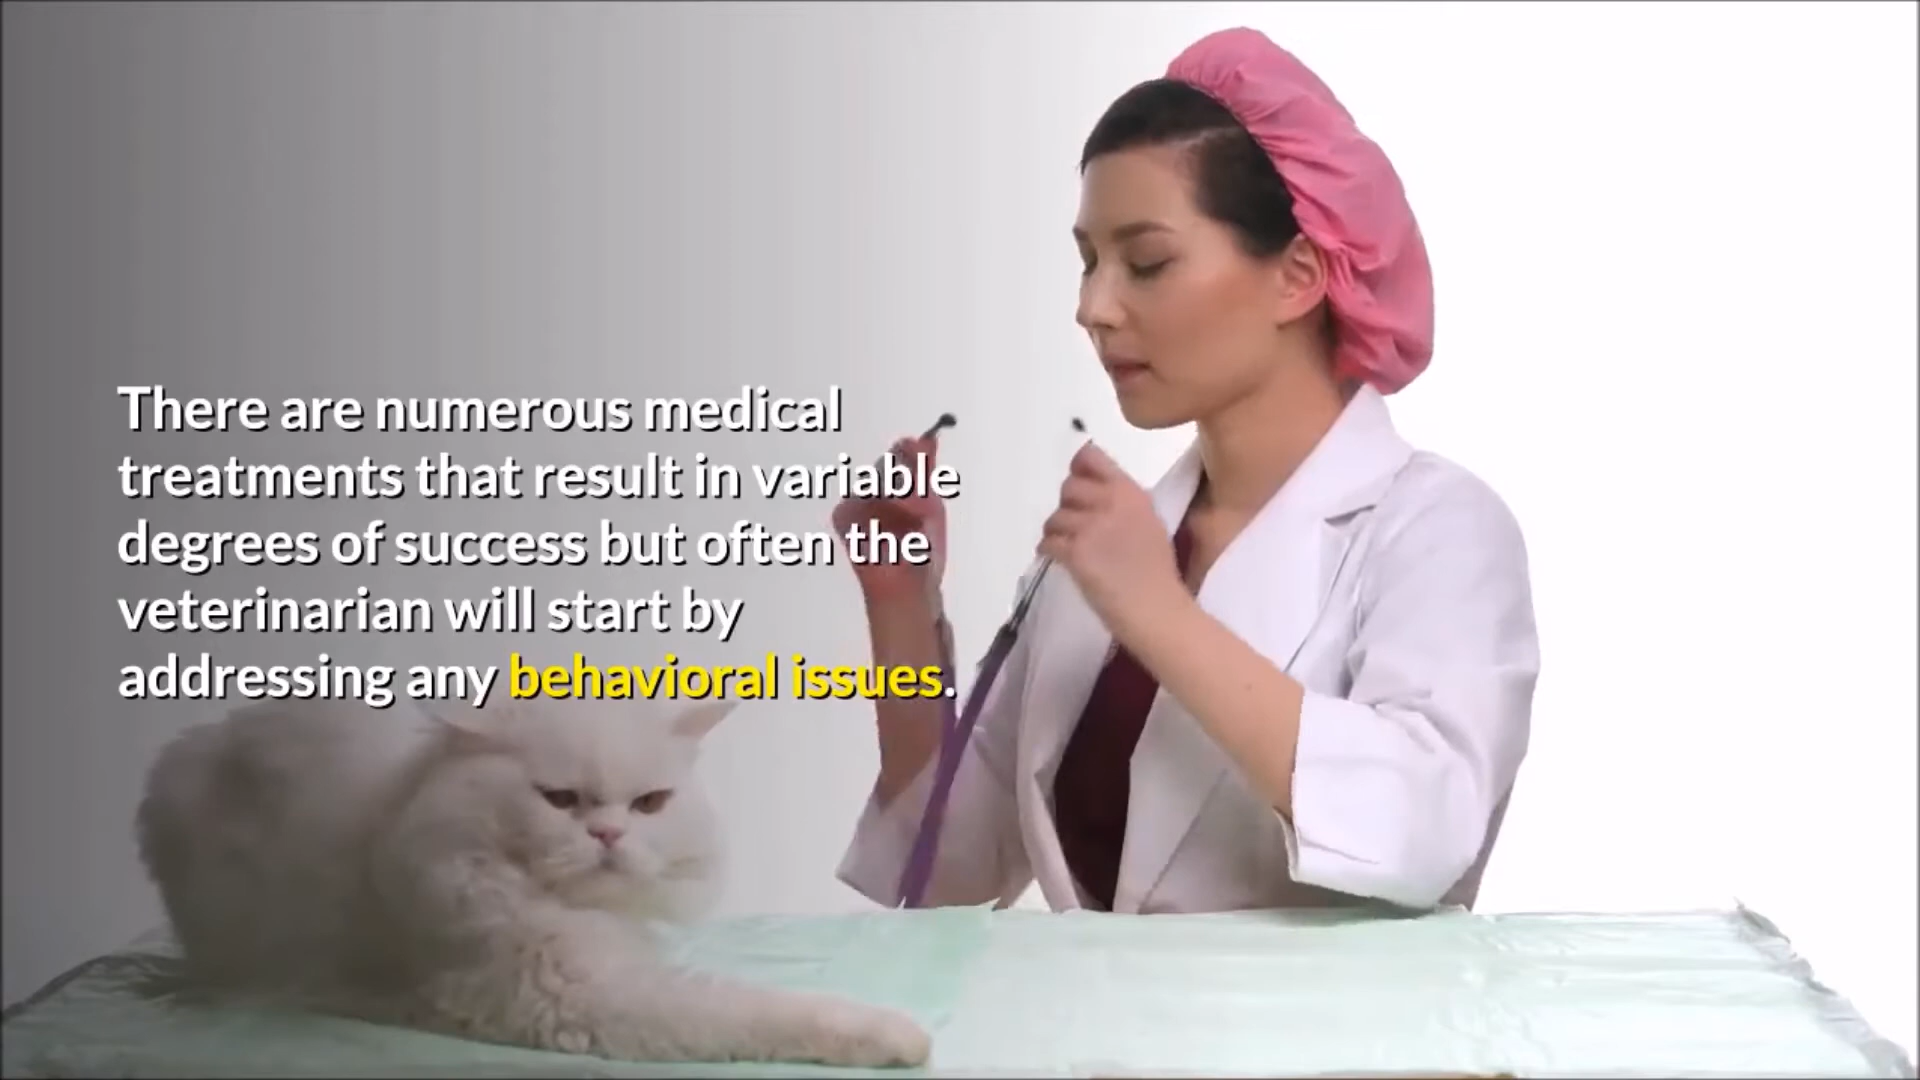 There are numerous medical
treatments that result in variable
degrees of success but often the
veterinarian will start by
addressing any behavioral issues.